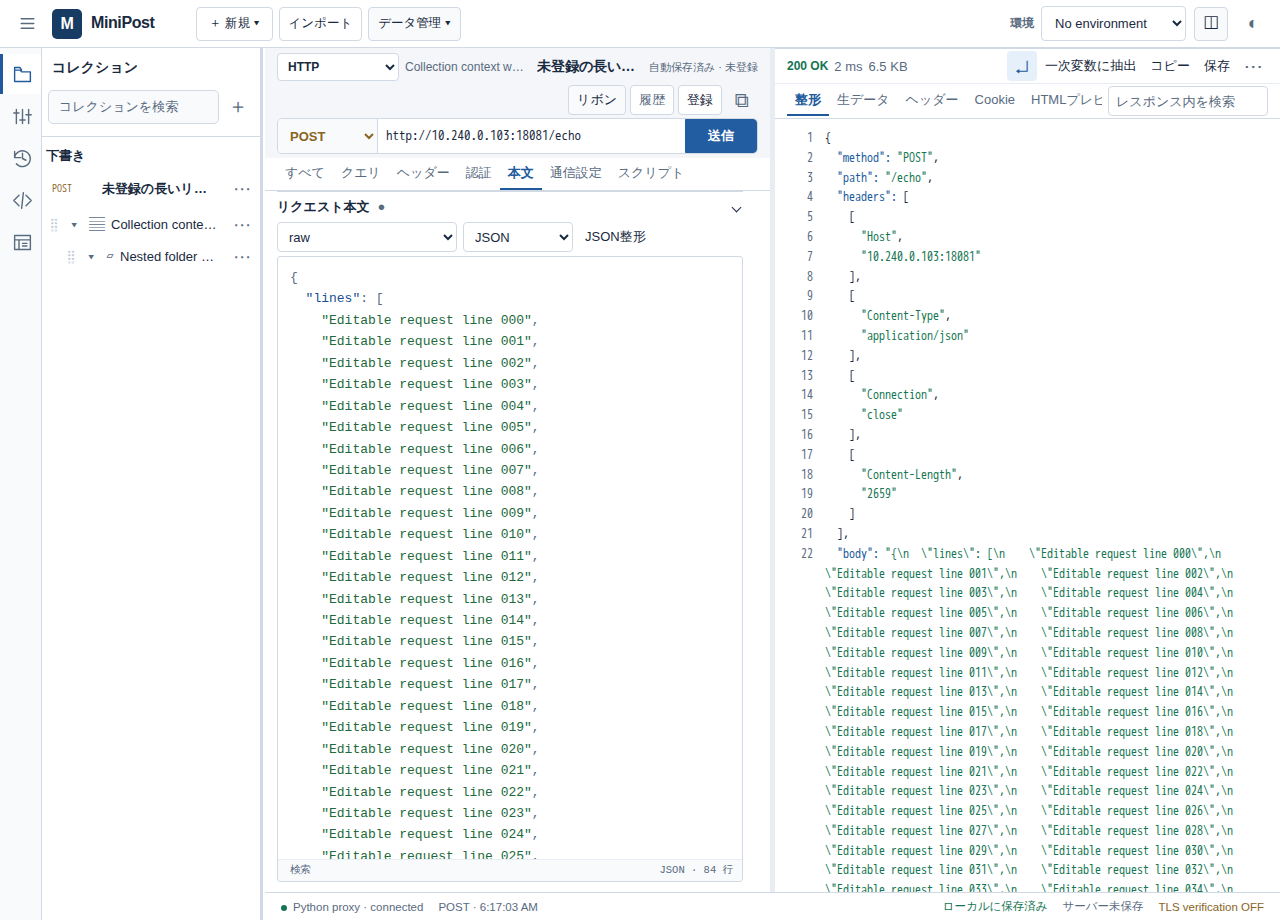 M MiniPost ＋ 新規 ▾ インポート データ管理 ▾ 環境 No environment
コレクション
コレクションを検索 ＋
下書き
POST 未登録の長いリ… ···
Collection conte… ···
Nested folder … ···
HTTP Collection context w… 未登録の長い… 自動保存済み · 未登録
リボン 履歴 登録
POST http://10.240.0.103:18081/echo 送信
すべて クエリ ヘッダー 認証 本文 通信設定 スクリプト
リクエスト本文 ●
raw JSON JSON整形
{
"lines": [
"Editable request line 000",
"Editable request line 001",
"Editable request line 002",
"Editable request line 003",
"Editable request line 004",
"Editable request line 005",
"Editable request line 006",
"Editable request line 007",
"Editable request line 008",
"Editable request line 009",
"Editable request line 010",
"Editable request line 011",
"Editable request line 012",
"Editable request line 013",
"Editable request line 014",
"Editable request line 015",
"Editable request line 016",
"Editable request line 017",
"Editable request line 018",
"Editable request line 019",
"Editable request line 020",
"Editable request line 021",
"Editable request line 022",
"Editable request line 023",
"Editable request line 024",
"Editable request line 025",
検索 JSON · 84 行
200 OK 2 ms 6.5 KB 一次変数に抽出 コピー 保存 ···
整形 生データ ヘッダー Cookie HTMLプレビ レスポンス内を検索
1 {
2 "method": "POST",
3 "path": "/echo",
4 "headers": [
5 [
6 "Host",
7 "10.240.0.103:18081"
8 ],
9 [
10 "Content-Type",
11 "application/json"
12 ],
13 [
14 "Connection",
15 "close"
16 ],
17 [
18 "Content-Length",
19 "2659"
20 ]
21 ],
22 "body": "{\n  \"lines\": [\n    \"Editable request line 000\",\n
\"Editable request line 001\",\n    \"Editable request line 002\",\n
\"Editable request line 003\",\n    \"Editable request line 004\",\n
\"Editable request line 005\",\n    \"Editable request line 006\",\n
\"Editable request line 007\",\n    \"Editable request line 008\",\n
\"Editable request line 009\",\n    \"Editable request line 010\",\n
\"Editable request line 011\",\n    \"Editable request line 012\",\n
\"Editable request line 013\",\n    \"Editable request line 014\",\n
\"Editable request line 015\",\n    \"Editable request line 016\",\n
\"Editable request line 017\",\n    \"Editable request line 018\",\n
\"Editable request line 019\",\n    \"Editable request line 020\",\n
\"Editable request line 021\",\n    \"Editable request line 022\",\n
\"Editable request line 023\",\n    \"Editable request line 024\",\n
\"Editable request line 025\",\n    \"Editable request line 026\",\n
\"Editable request line 027\",\n    \"Editable request line 028\",\n
\"Editable request line 029\",\n    \"Editable request line 030\",\n
\"Editable request line 031\",\n    \"Editable request line 032\",\n
\"Editable request line 033\",\n    \"Editable request line 034\",\n
Python proxy · connected POST · 6:17:03 AM ローカルに保存済み サーバー未保存 TLS verification OFF